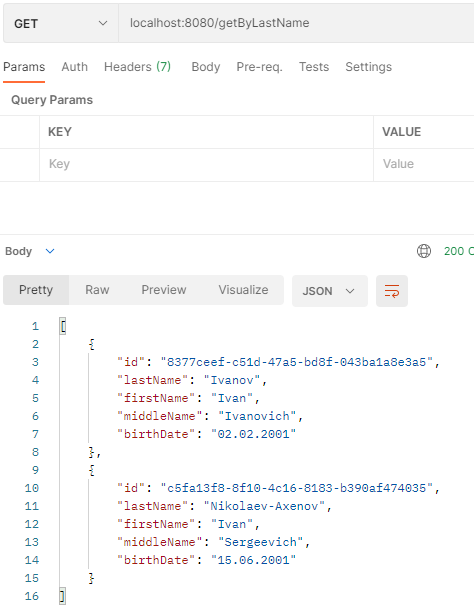 GET localhost:8080/getByLastName
Params Auth Headers (7) Body Pre-req. Tests Settings
Query Params
KEY VALUE
Key Value
Body 200 O
Pretty Raw Preview Visualize JSON
1 [
2 {
3 "id": "8377ceef-c51d-47a5-bd8f-043ba1a8e3a5",
4 "lastName": "Ivanov",
5 "firstName": "Ivan",
6 "middleName": "Ivanovich",
7 "birthDate": "02.02.2001"
8 },
9 {
10 "id": "c5fa13f8-8f10-4c16-8183-b390af474035",
11 "lastName": "Nikolaev-Axenov",
12 "firstName": "Ivan",
13 "middleName": "Sergeevich",
14 "birthDate": "15.06.2001"
15 }
16 ]